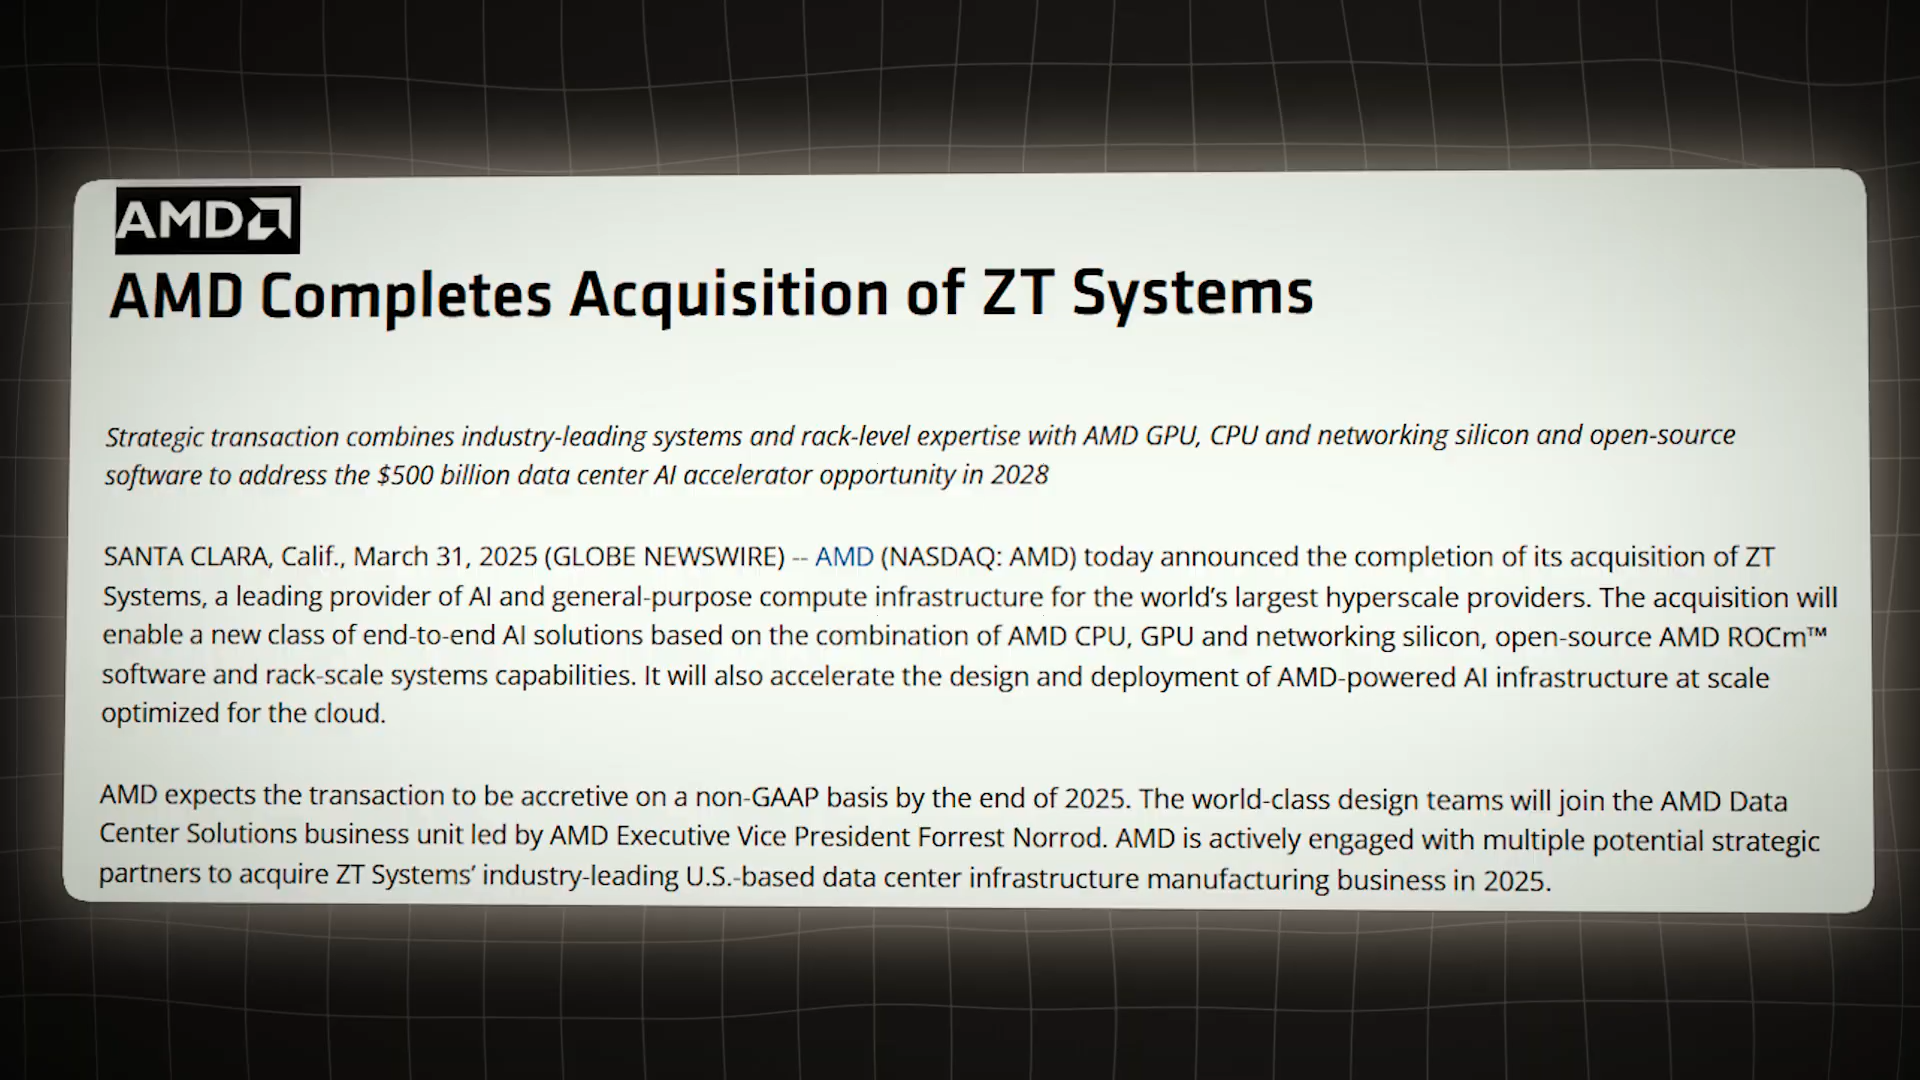 AMD
AMD Completes Acquisition of ZT Systems
Strategic transaction combines industry-leading systems and rack-level expertise with AMD GPU, CPU and networking silicon and open-source
software to address the $500 billion data center AI accelerator opportunity in 2028
SANTA CLARA, Calif., March 31, 2025 (GLOBE NEWSWIRE) -- AMD (NASDAQ: AMD) today announced the completion of its acquisition of ZT
Systems, a leading provider of AI and general-purpose compute infrastructure for the world’s largest hyperscale providers. The acquisition will
enable a new class of end-to-end AI solutions based on the combination of AMD CPU, GPU and networking silicon, open-source AMD ROCm™
software and rack-scale systems capabilities. It will also accelerate the design and deployment of AMD-powered AI infrastructure at scale
optimized for the cloud.
AMD expects the transaction to be accretive on a non-GAAP basis by the end of 2025. The world-class design teams will join the AMD Data
Center Solutions business unit led by AMD Executive Vice President Forrest Norrod. AMD is actively engaged with multiple potential strategic
partners to acquire ZT Systems’ industry-leading U.S.-based data center infrastructure manufacturing business in 2025.